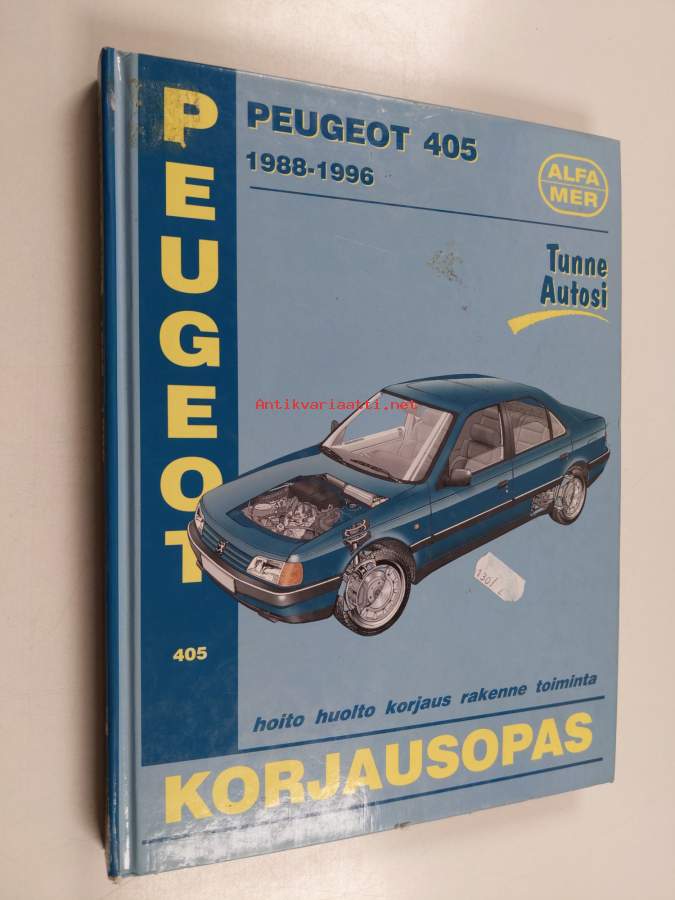 PEUGEOT
PEUGEOT 405
1988-1996
ALFA
MER
Tunne
Autosi
Antikvariaatti.net
405
hoito huolto korjaus rakenne toiminta
KORJAUSOPAS